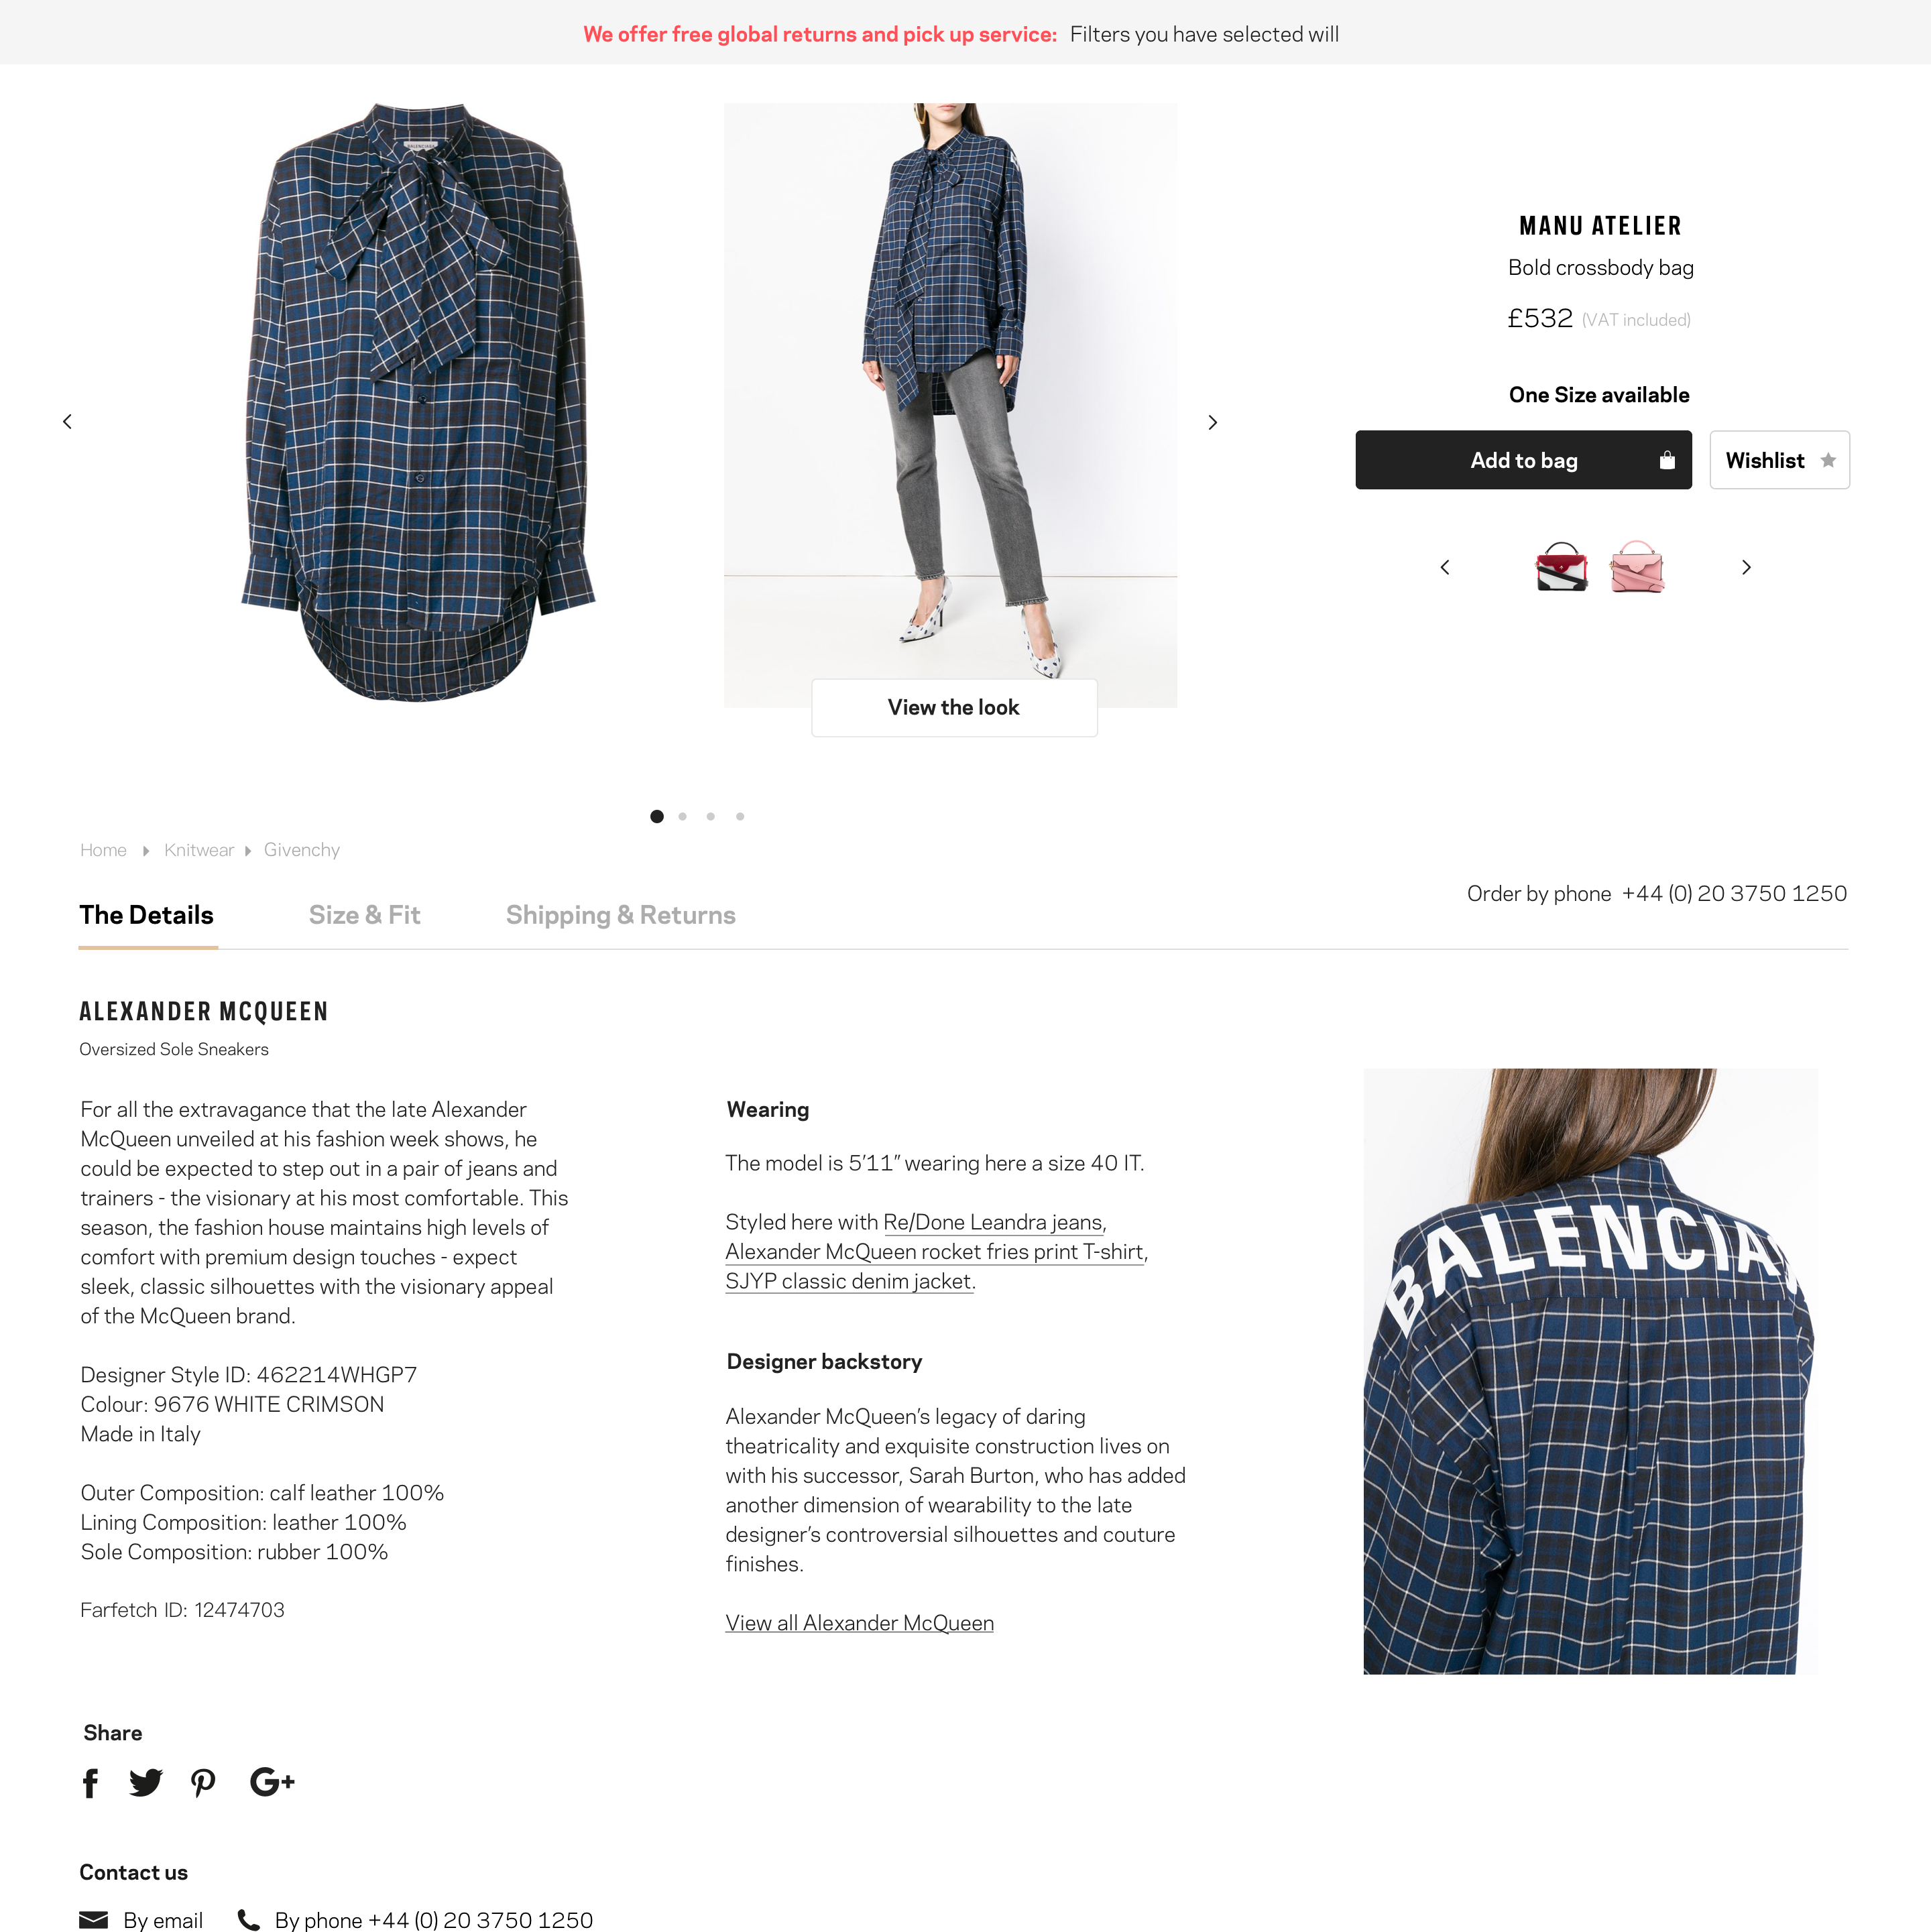 We offer free global returns and pick up service: Filters you have selected will
BALENCIAGA
MANU ATELIER
Bold crossbody bag
£532 (VAT included)
One Size available
Add to bag
Wishlist
View the look
Home Knitwear Givenchy
Order by phone +44 (0) 20 3750 1250
The Details Size & Fit Shipping & Returns
ALEXANDER MCQUEEN
Oversized Sole Sneakers
For all the extravagance that the late Alexander
McQueen unveiled at his fashion week shows, he
could be expected to step out in a pair of jeans and
trainers - the visionary at his most comfortable. This
season, the fashion house maintains high levels of
comfort with premium design touches - expect
sleek, classic silhouettes with the visionary appeal
of the McQueen brand.
Designer Style ID: 462214WHGP7
Colour: 9676 WHITE CRIMSON
Made in Italy
Outer Composition: calf leather 100%
Lining Composition: leather 100%
Sole Composition: rubber 100%
Farfetch ID: 12474703
Wearing
The model is 5’11” wearing here a size 40 IT.
Styled here with Re/Done Leandra jeans,
Alexander McQueen rocket fries print T-shirt,
SJYP classic denim jacket.
Designer backstory
Alexander McQueen’s legacy of daring
theatricality and exquisite construction lives on
with his successor, Sarah Burton, who has added
another dimension of wearability to the late
designer’s controversial silhouettes and couture
finishes.
View all Alexander McQueen
BALENCIA
Share
G+
Contact us
By email By phone +44 (0) 20 3750 1250